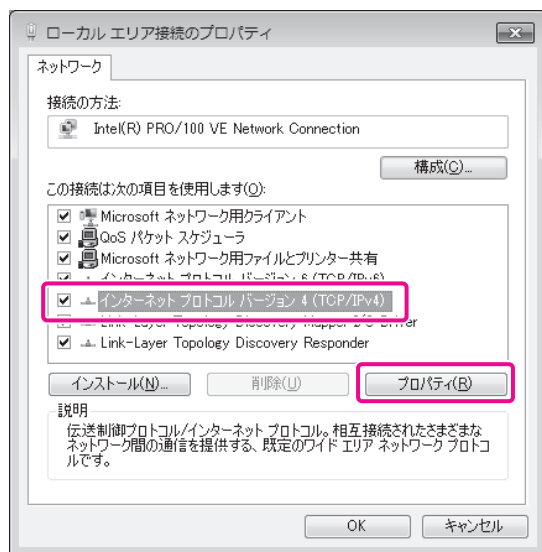 ローカル エリア接続のプロパティ
ネットワーク
接続の方法:
Intel(R) PRO/100 VE Network Connection
構成(C)...
この接続は次の項目を使用します(O):
Microsoft ネットワーク用クライアント
QoS パケット スケジューラ
Microsoft ネットワーク用ファイルとプリンター共有
インターネット プロトコル バージョン 6 (TCP/IPv6)
インターネット プロトコル バージョン 4 (TCP/IPv4)
Link-Layer Topology Discovery Mapper I/O Driver
Link-Layer Topology Discovery Responder
インストール(N)...
削除(U)
プロパティ(R)
説明
伝送制御プロトコル/インターネット プロトコル。相互接続されたさまざまな
ネットワーク間の通信を提供する、既定のワイド エリア ネットワーク プロトコ
ルです。
OK
キャンセル